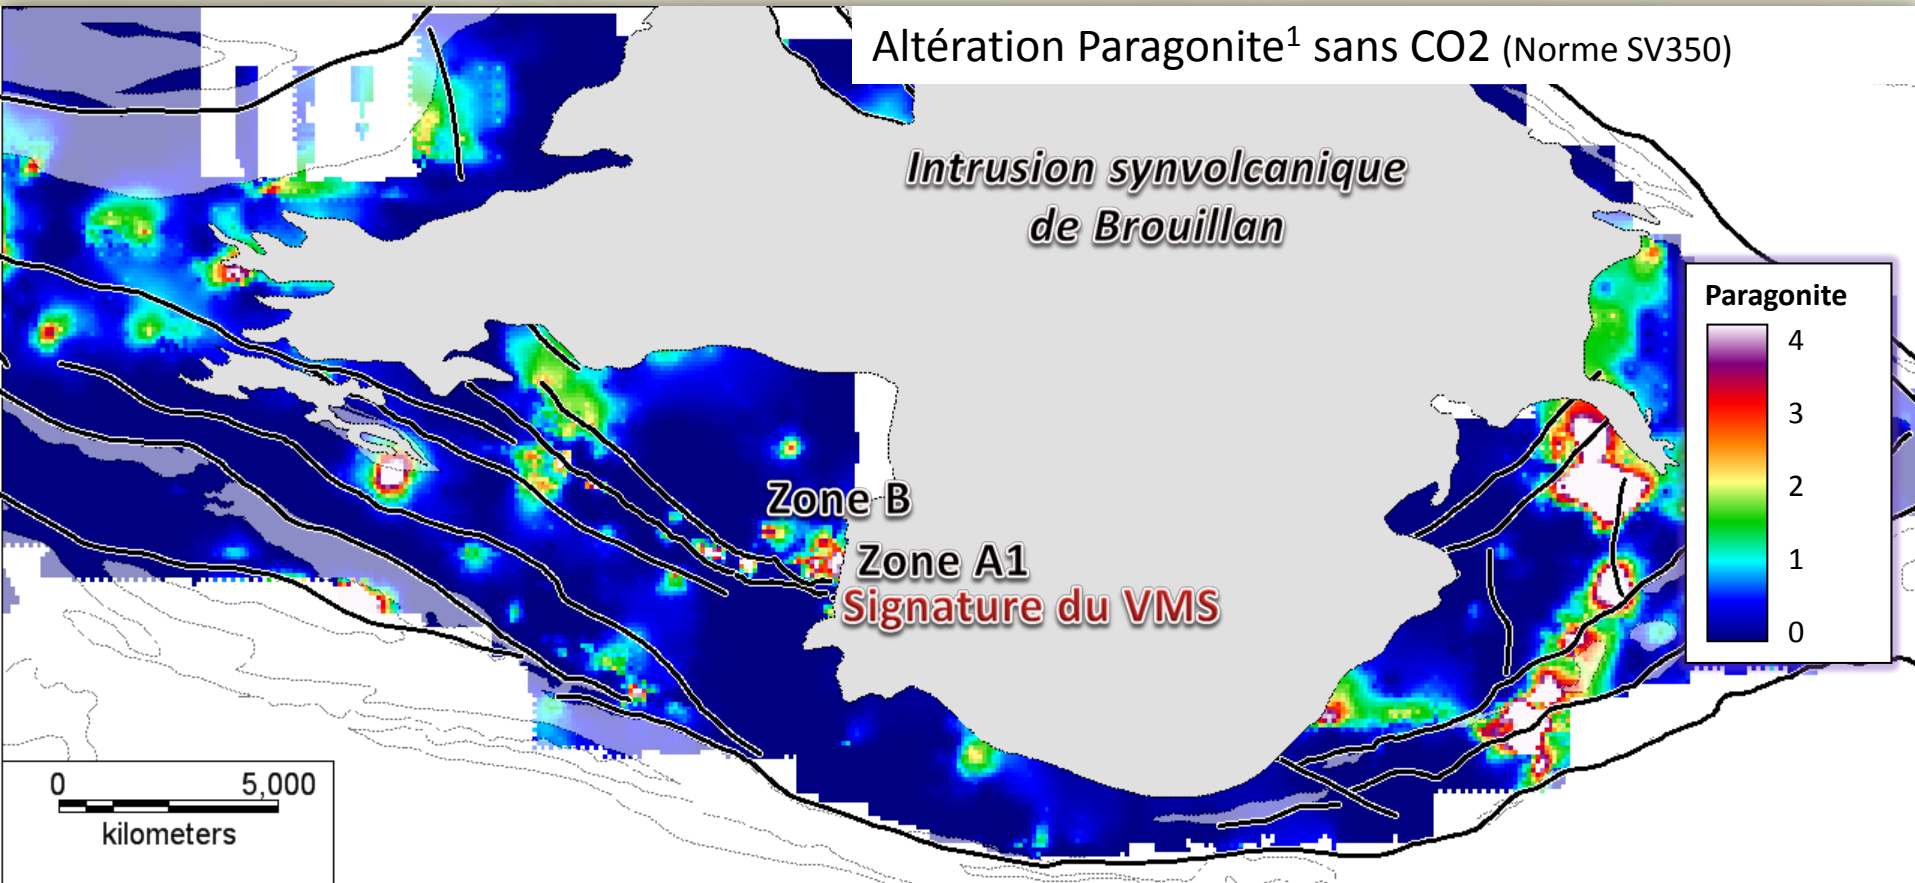 Altération Paragonite¹ sans CO2 (Norme SV350)
Intrusion synvolcanique
de Brouillan
Paragonite
4
3
2
1
0
Zone B
Zone A1
Signature du VMS
0 5,000
kilometers